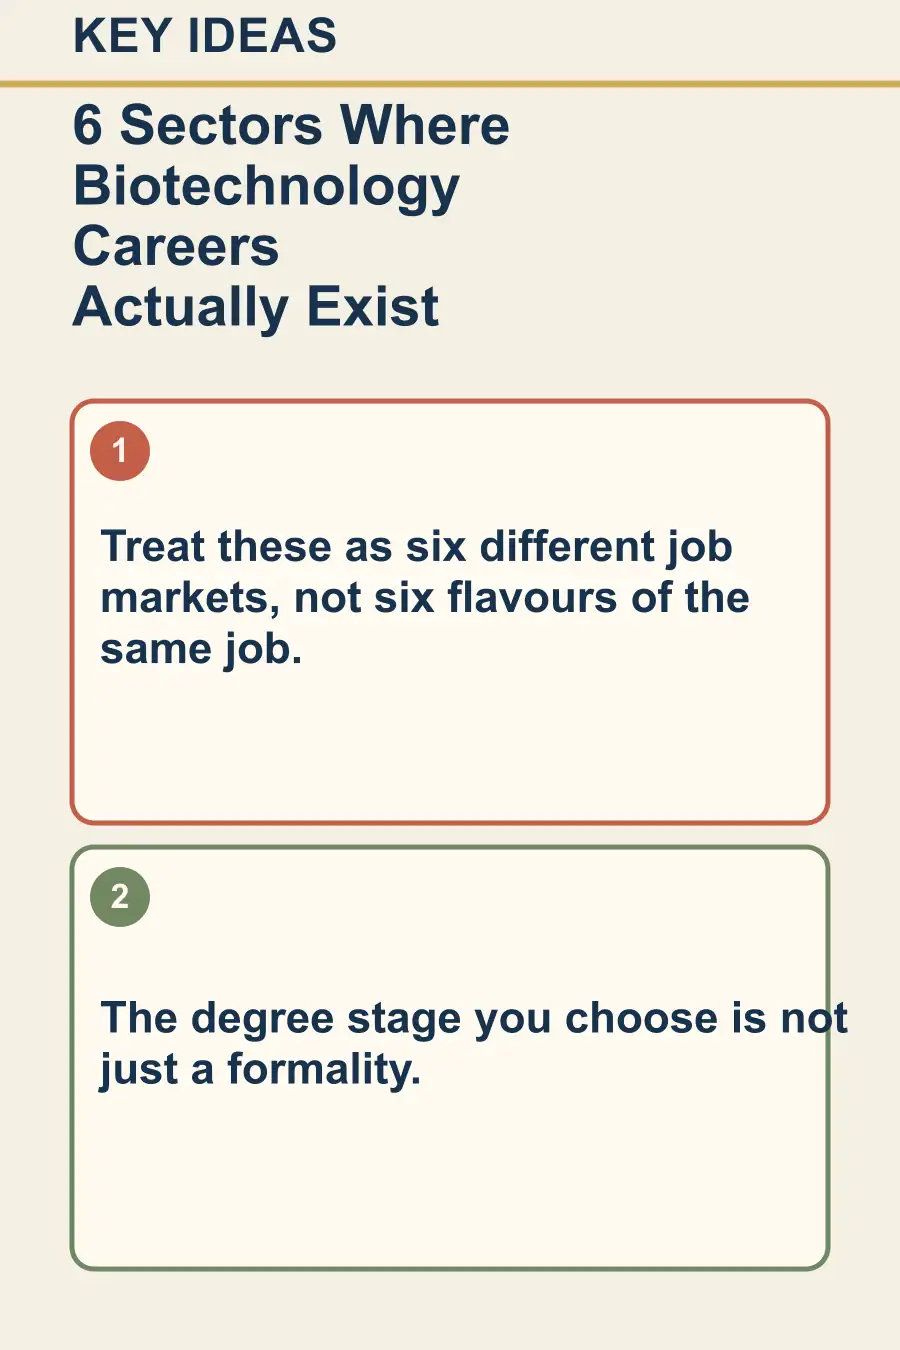 KEY IDEAS
6 Sectors Where
Biotechnology
Careers
Actually Exist
1
Treat these as six different job
markets, not six flavours of the
same job.
2
The degree stage you choose is not
just a formality.